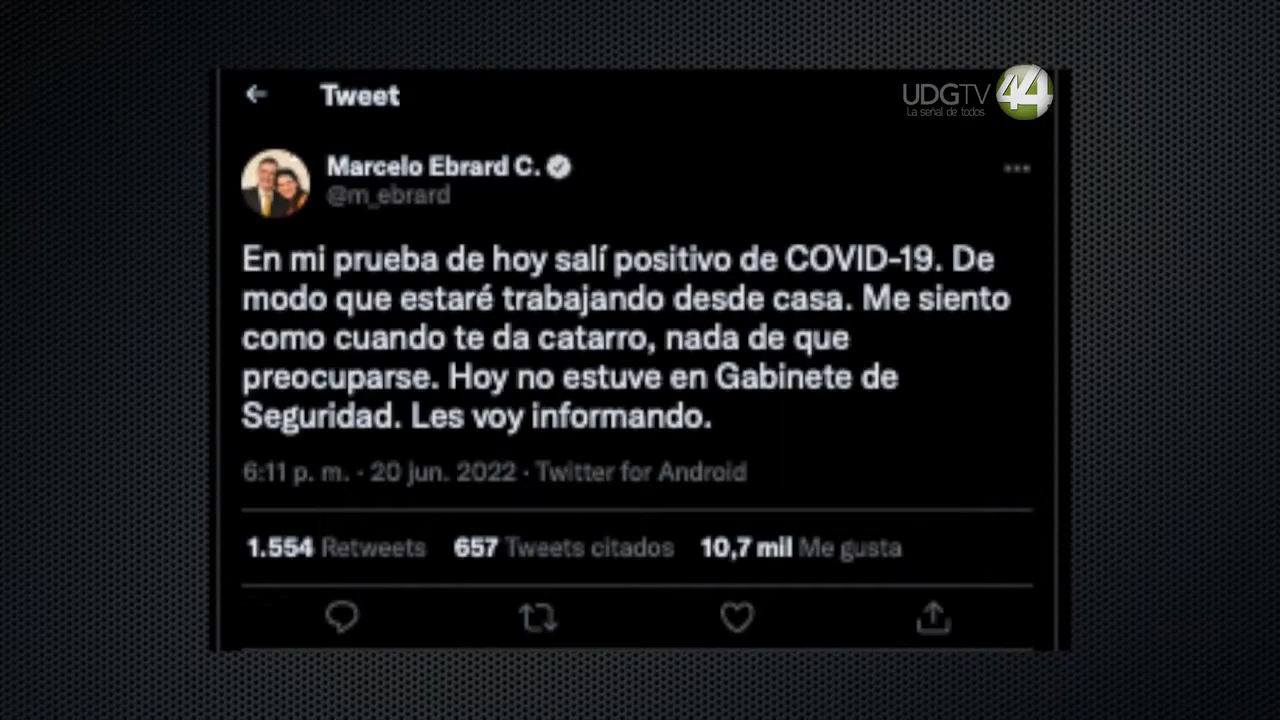 UDGTV 44
La señal de todos
Tweet
Marcelo Ebrard C.
@m_ebrard
En mi prueba de hoy salí positivo de COVID-19. De
modo que estaré trabajando desde casa. Me siento
como cuando te da catarro, nada de que
preocuparse. Hoy no estuve en Gabinete de
Seguridad. Les voy informando.
6:11 p. m. · 20 jun. 2022 · Twitter for Android
1.554 Retweets 657 Tweets citados 10,7 mil Me gusta